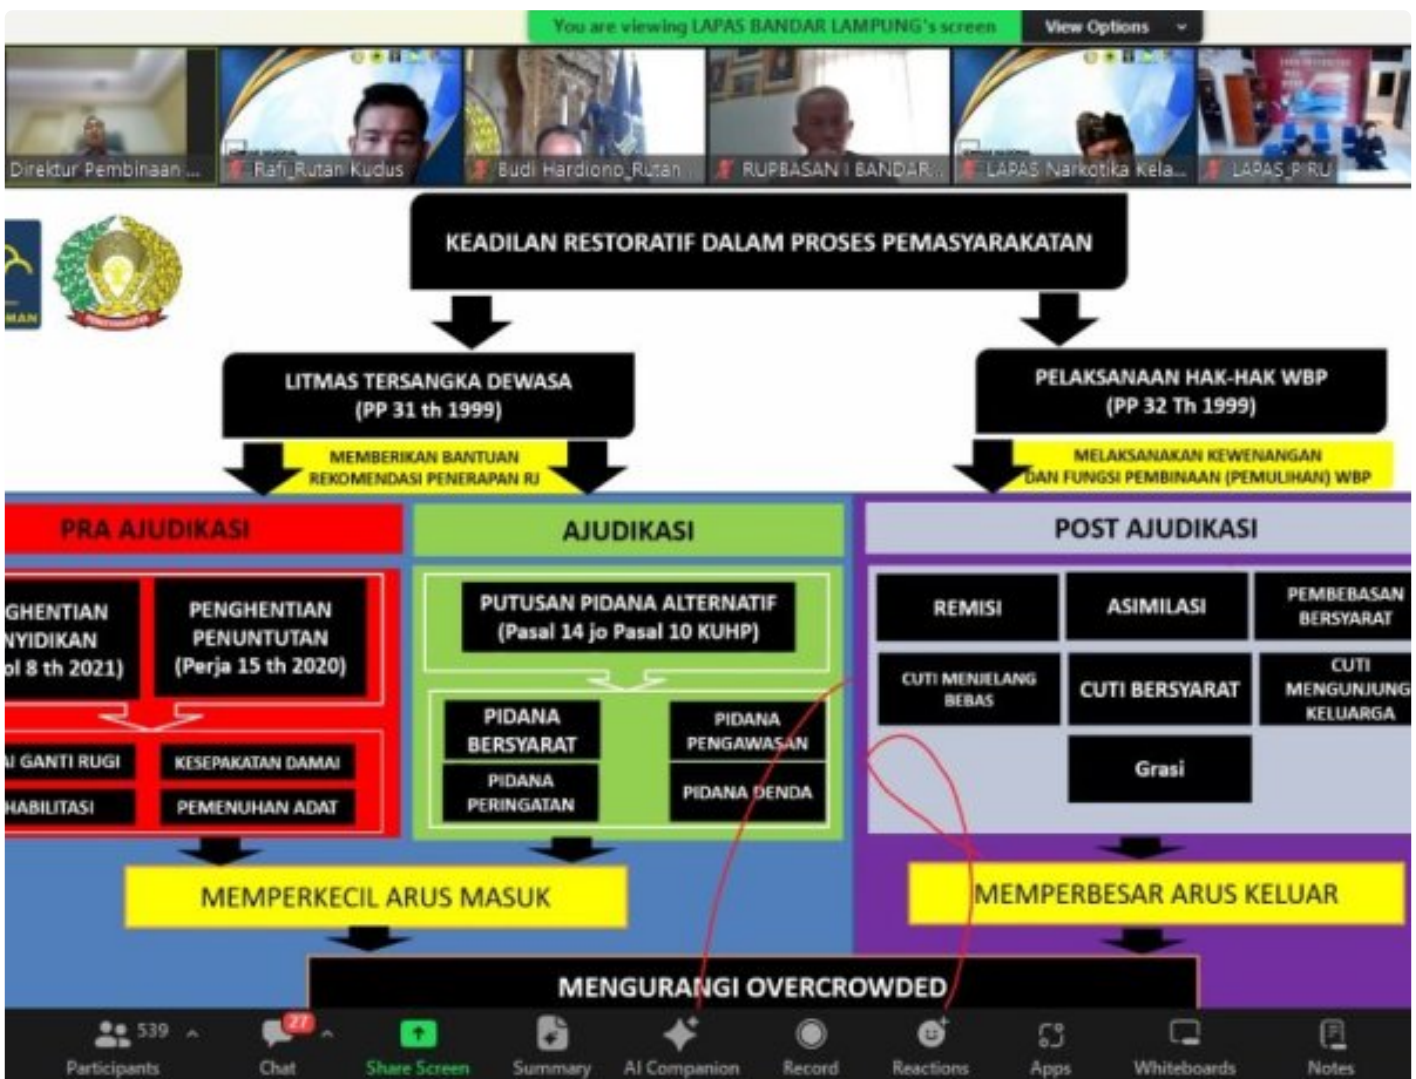 You are viewing LAPAS BANDAR LAMPUNG's screen
View Options
Direktur Pembinaan ...
Rafi_Rutan Kudus
Budi Hardiono_Rutan ...
RUPBASAN I BANDAR...
LAPAS Narkotika Kela...
LAPAS_PIRU
MAN
KEADILAN RESTORATIF DALAM PROSES PEMASYARAKATAN
LITMAS TERSANGKA DEWASA
(PP 31 th 1999)
PELAKSANAAN HAK-HAK WBP
(PP 32 Th 1999)
MEMBERIKAN BANTUAN
REKOMENDASI PENERAPAN RJ
MELAKSANAKAN KEWENANGAN
DAN FUNGSI PEMBINAAN (PEMULIHAN) WBP
PRA AJUDIKASI
GHENTIAN
NYIDIKAN
ol 8 th 2021)
PENGHENTIAN
PENUNTUTAN
(Perja 15 th 2020)
AI GANTI RUGI
KESEPAKATAN DAMAI
HABILITASI
PEMENUHAN ADAT
AJUDIKASI
PUTUSAN PIDANA ALTERNATIF
(Pasal 14 jo Pasal 10 KUHP)
PIDANA
BERSYARAT
PIDANA
PENGAWASAN
PIDANA
PERINGATAN
PIDANA DENDA
POST AJUDIKASI
REMISI
ASIMILASI
PEMBEBASAN
BERSYARAT
CUTI MENJELANG
BEBAS
CUTI BERSYARAT
CUTI
MENGUNJUNG
KELUARGA
Grasi
MEMPERKECIL ARUS MASUK
MEMPERBESAR ARUS KELUAR
MENGURANGI OVERCROWDED
539
27
Participants
Chat
Share Screen
Summary
AI Companion
Record
Reactions
Apps
Whiteboards
Notes